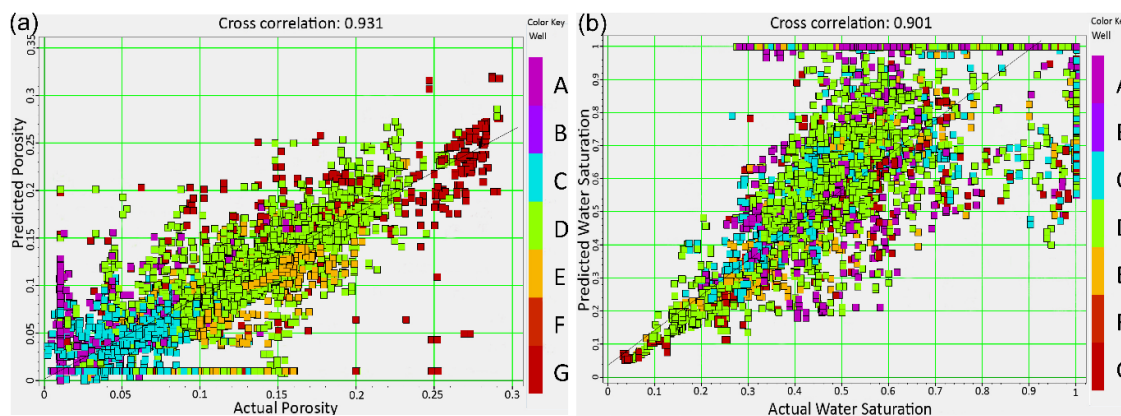 (a)
Cross correlation: 0.931
Color Key
Well
A
B
C
D
E
F
G
Predicted Porosity
0.35
0.3
0.25
0.2
0.15
0.1
0.05
0
0
0.05
0.1
0.15
0.2
0.25
0.3
Actual Porosity
(b)
Cross correlation: 0.901
Color Key
Well
A
D
Predicted Water Saturation
1
0.9
0.8
0.7
0.6
0.5
0.4
0.3
0.2
0.1
0
0
0.1
0.2
0.3
0.4
0.5
0.6
0.7
0.8
0.9
1
Actual Water Saturation